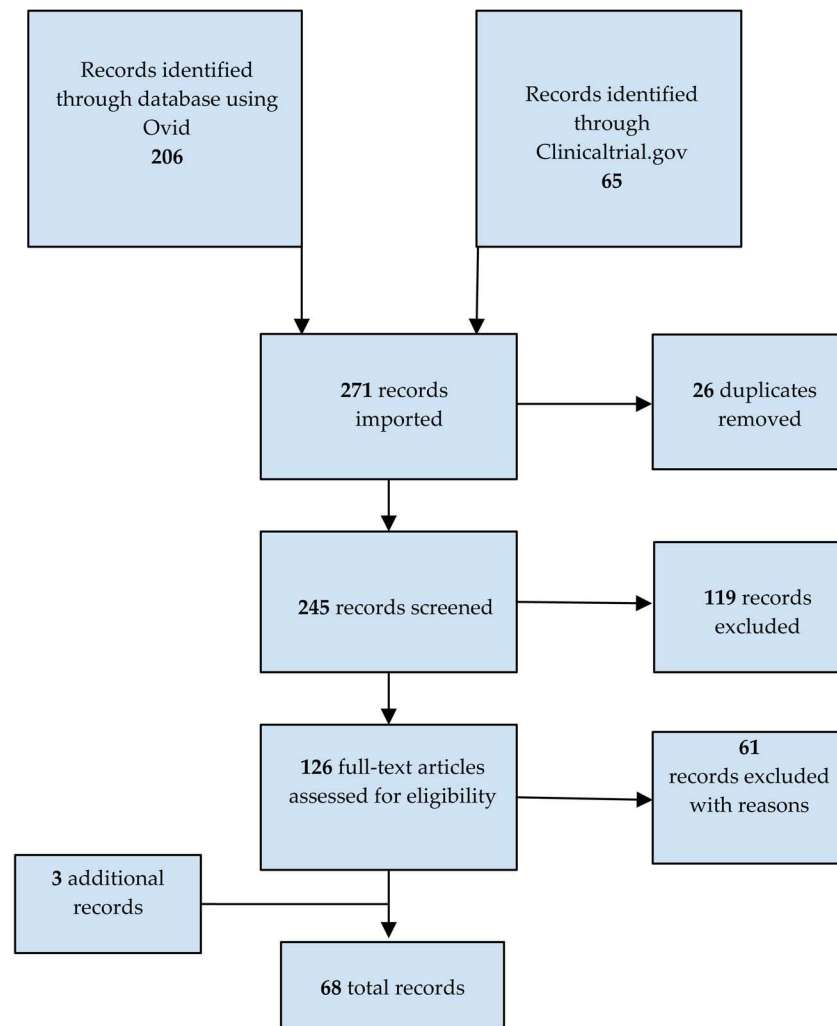 Records identified
through database using
Ovid
206
Records identified
through
Clinicaltrial.gov
65
271 records
imported
26 duplicates
removed
245 records screened
119 records
excluded
126 full-text articles
assessed for eligibility
61
records excluded
with reasons
3 additional
records
68 total records